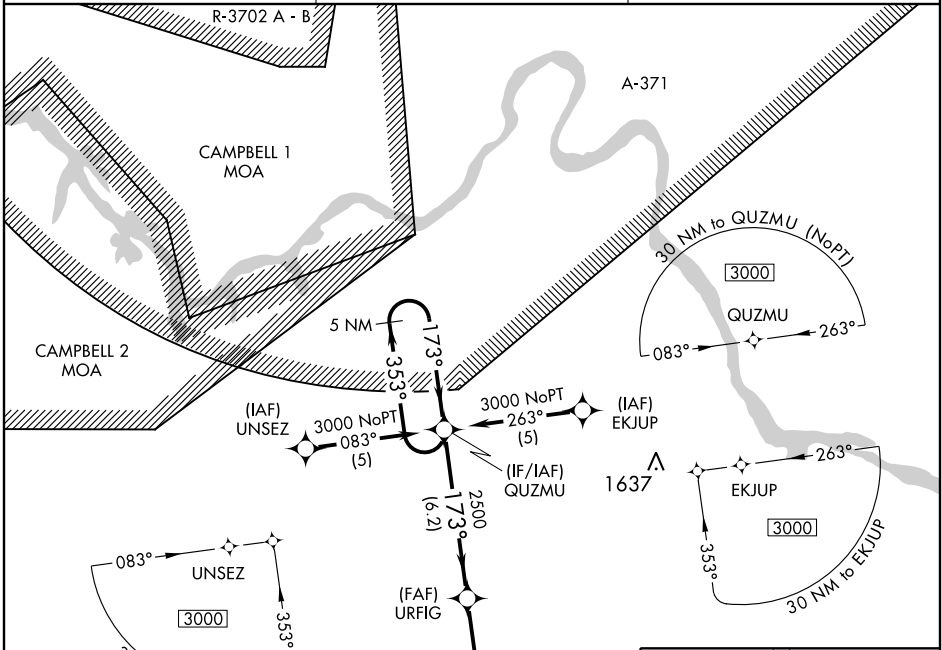 R-3702 A - B
A-371
CAMPBELL 1
MOA
30 NM to QUZMU (NoPT)
3000
QUZMU
083°
263°
5 NM
173°
353°
CAMPBELL 2
MOA
(IAF)
UNSEZ
3000 NoPT
083°
(5)
3000 NoPT
263°
(5)
(IAF)
EKJUP
(IF/IAF)
QUZMU
1637
263°
EKJUP
3000
353°
30 NM to EKJUP
2500
173°
(6.2)
083°
UNSEZ
3000
353°
(FAF)
URFIG